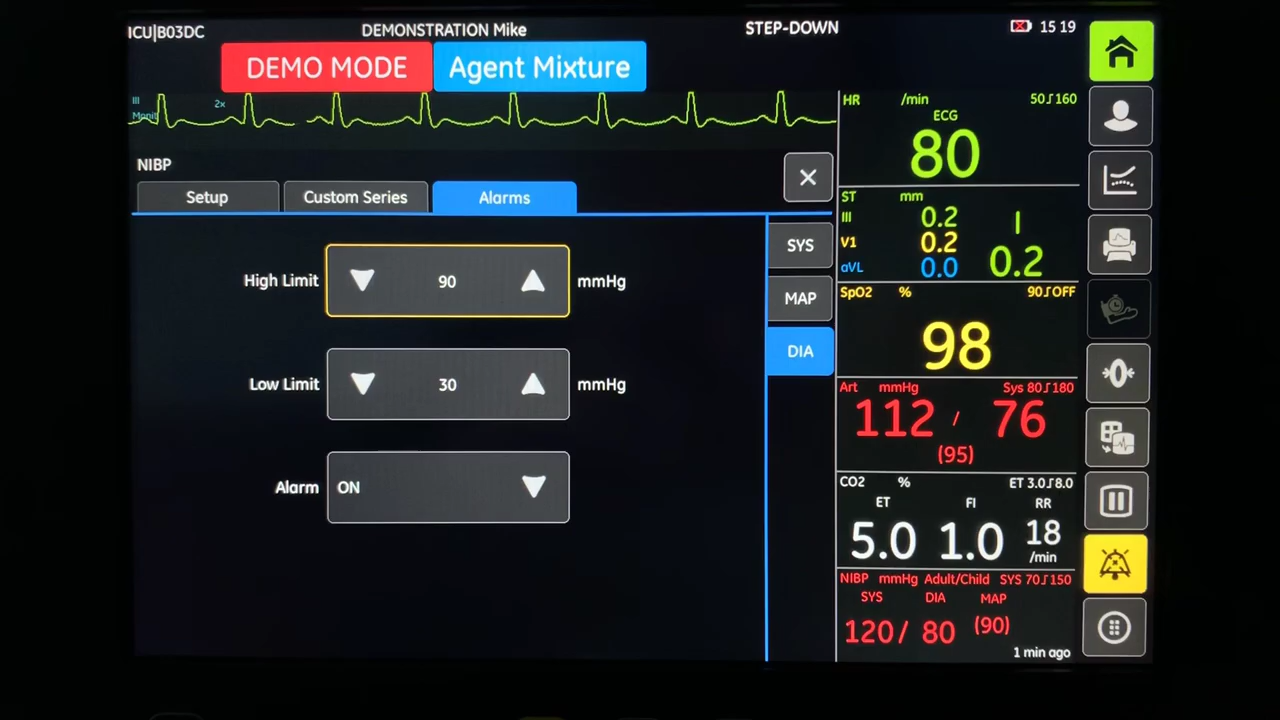 ICU|B03DC DEMONSTRATION Mike STEP-DOWN 15 19
DEMO MODE Agent Mixture
III 2x
Monit
NIBP
Setup Custom Series Alarms
High Limit 90 mmHg
Low Limit 30 mmHg
Alarm ON
SYS
MAP
DIA
HR /min 50 160
ECG
80
ST mm
III 0.2 I
V1 0.2 0.2
aVL 0.0
SpO2 % 90 OFF
98
Art mmHg Sys 80 180
112 / 76
(95)
CO2 % ET 3.0 8.0
ET FI RR
5.0 1.0 18
/min
NIBP mmHg Adult/Child SYS 70 150
SYS DIA MAP
120/ 80 (90)
1 min ago